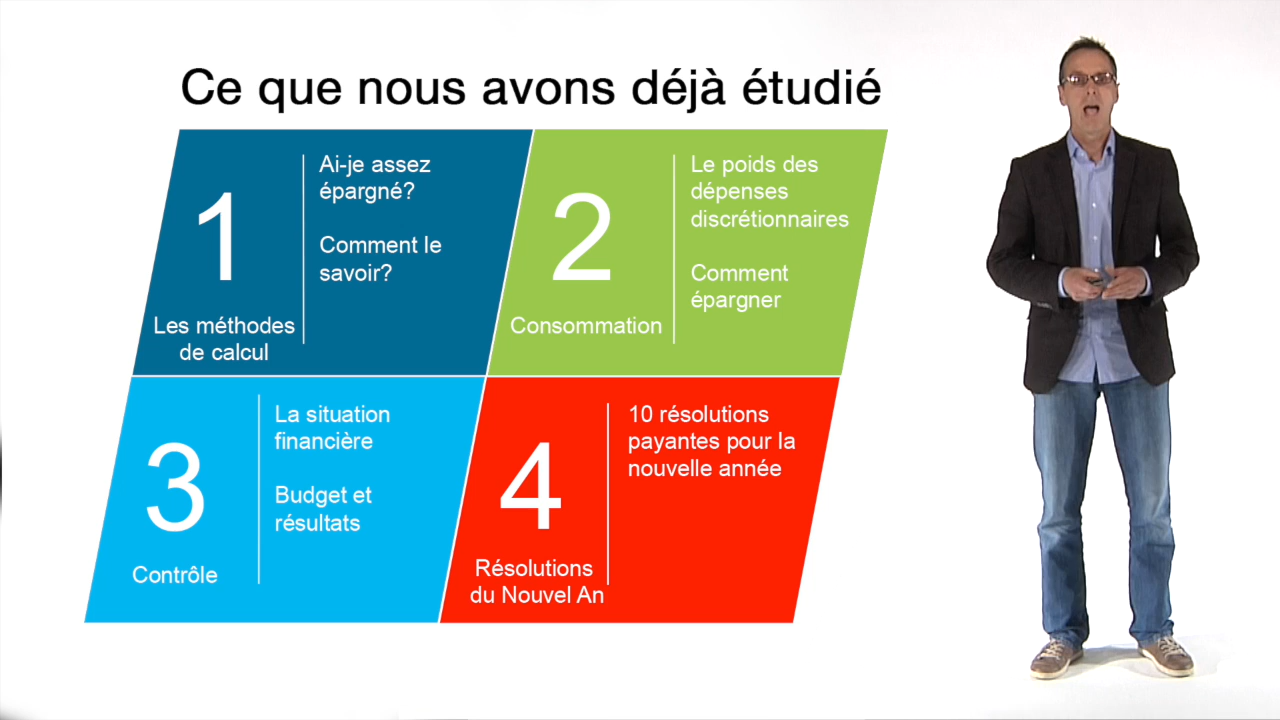 Ce que nous avons déjà étudié
1
Les méthodes
de calcul
Ai-je assez
épargné?
Comment le
savoir?
2
Consommation
Le poids des
dépenses
discrétionnaires
Comment
épargner
3
Contrôle
La situation
financière
Budget et
résultats
4
Résolutions
du Nouvel An
10 résolutions
payantes pour la
nouvelle année